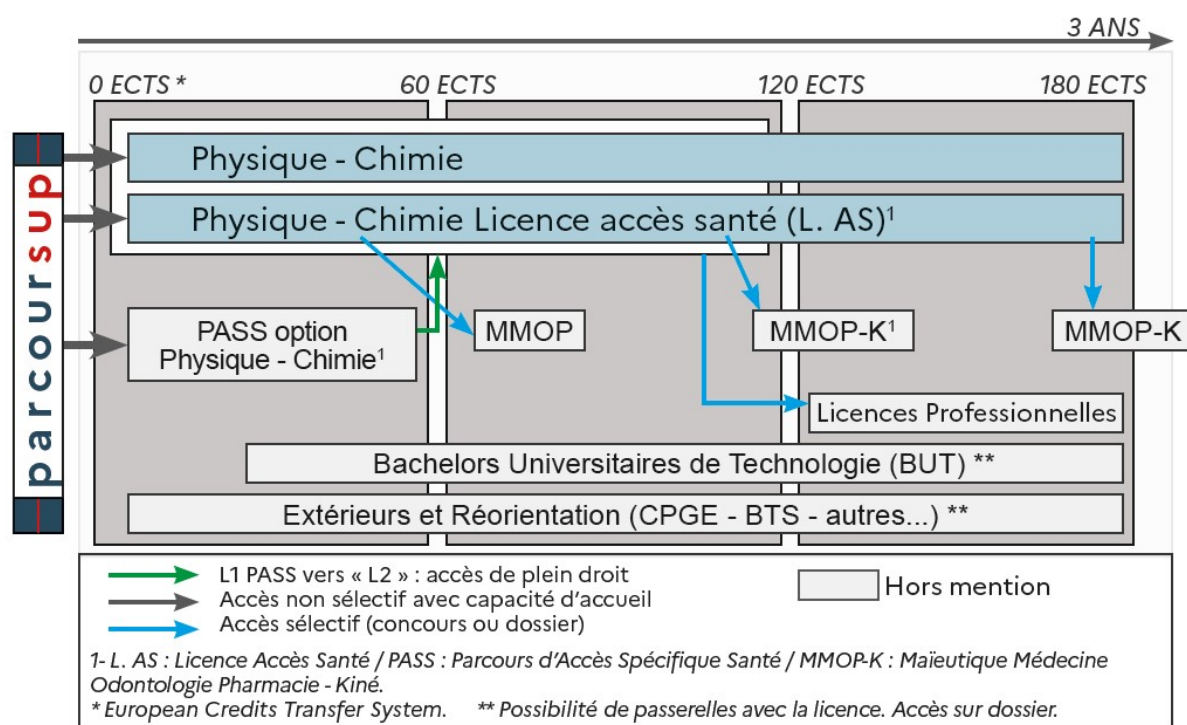 3 ANS
0 ECTS *
60 ECTS
120 ECTS
180 ECTS
parcoursup
Physique - Chimie
Physique - Chimie Licence accès santé (L. AS)¹
PASS option
Physique - Chimie¹
MMOP
MMOP-K¹
MMOP-K
Licences Professionnelles
Bachelors Universitaires de Technologie (BUT) **
Extérieurs et Réorientation (CPGE - BTS - autres...) **
L1 PASS vers « L2 » : accès de plein droit
Accès non sélectif avec capacité d'accueil
Accès sélectif (concours ou dossier)
Hors mention
1- L. AS : Licence Accès Santé / PASS : Parcours d'Accès Spécifique Santé / MMOP-K : Maïeutique Médecine
Odontologie Pharmacie - Kiné.
* European Credits Transfer System. ** Possibilité de passerelles avec la licence. Accès sur dossier.